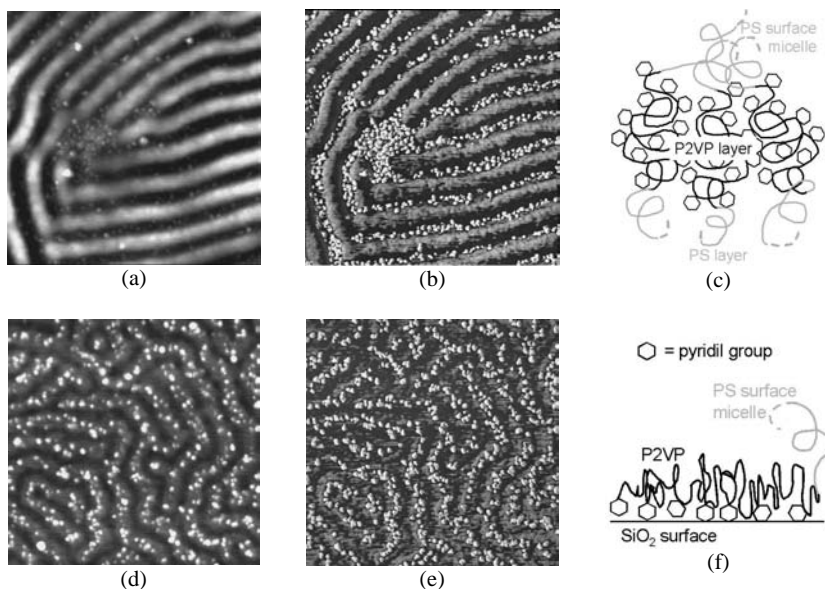 PS surface
micelle
P2VP layer
PS layer
(a)
(b)
(c)
= pyridil group
PS surface
micelle
P2VP
SiO2 surface
(d)
(e)
(f)